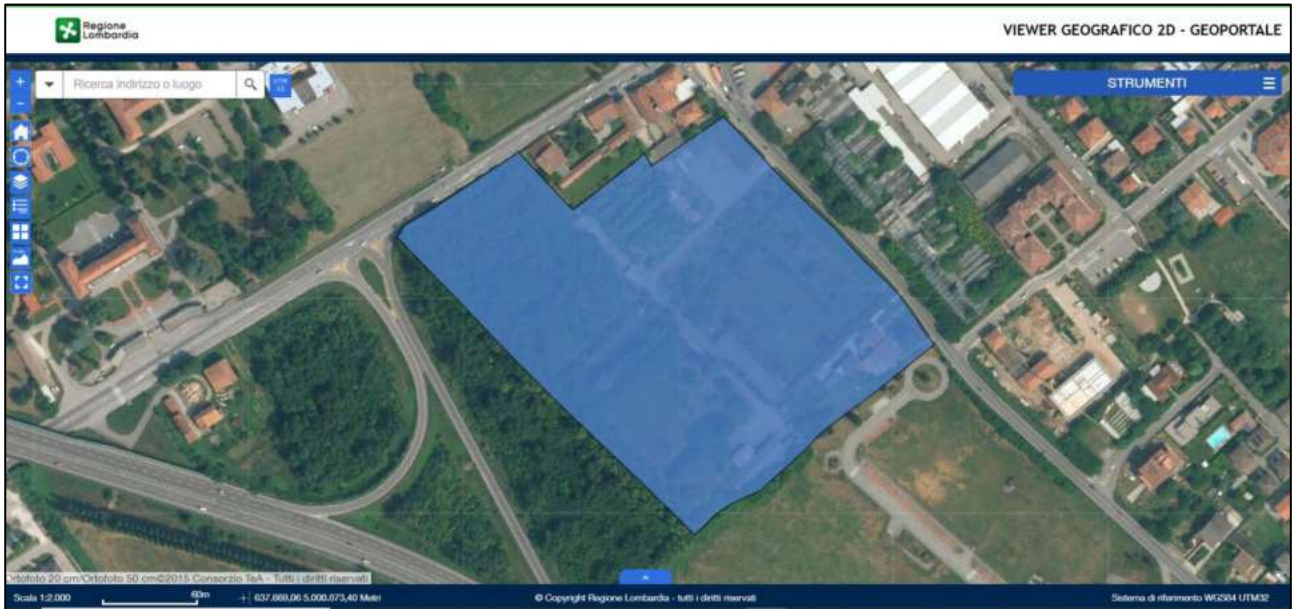 Regione
Lombardia
VIEWER GEOGRAFICO 2D - GEOPORTALE
Ricerca indirizzo o luogo
STRUMENTI
Ortofoto 20 cm/Ortofoto 50 cm©2015 Consorzio TeA - Tutti i diritti riservati
Scala 1:2.000
60m
637.669,06 5.000.873,40 Metri
© Copyright Regione Lombardia - tutti i diritti riservati
Sistema di riferimento WGS84 UTM32